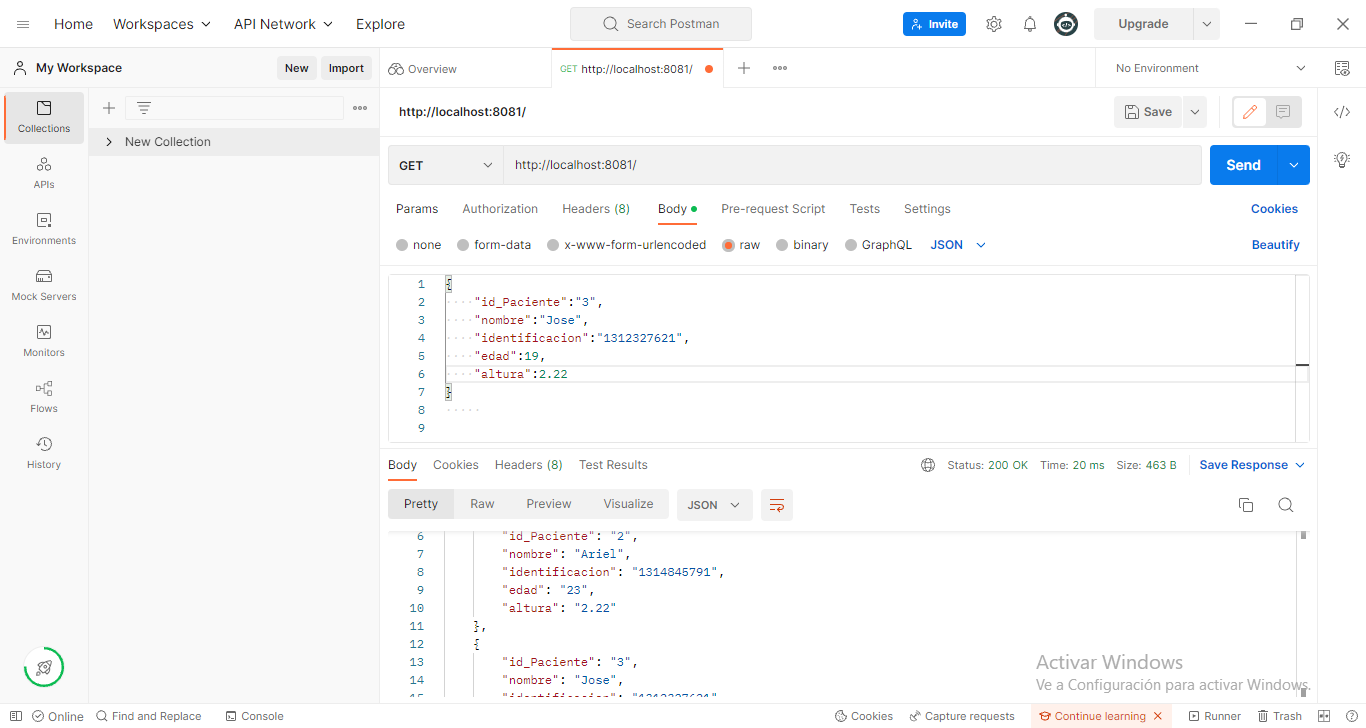 Home Workspaces API Network Explore Search Postman Invite Upgrade
My Workspace New Import Overview GET http://localhost:8081/ No Environment
Collections
APIs
Environments
Mock Servers
Monitors
Flows
History
New Collection
http://localhost:8081/ Save
GET http://localhost:8081/ Send
Params Authorization Headers (8) Body Pre-request Script Tests Settings Cookies
none form-data x-www-form-urlencoded raw binary GraphQL JSON Beautify
1 {
2 "id_Paciente":"3",
3 "nombre":"Jose",
4 "identificacion":"1312327621",
5 "edad":19,
6 "altura":2.22
7 }
8
9
Body Cookies Headers (8) Test Results Status: 200 OK Time: 20 ms Size: 463 B Save Response
Pretty Raw Preview Visualize JSON
6 "id_Paciente": "2",
7 "nombre": "Ariel",
8 "identificacion": "1314845791",
9 "edad": "23",
10 "altura": "2.22"
11 },
12 {
13 "id_Paciente": "3",
14 "nombre": "Jose",
15 "identificacion": "1312327621",
Activar Windows
Ve a Configuración para activar Windows.
Online Find and Replace Console Cookies Capture requests Continue learning Runner Trash